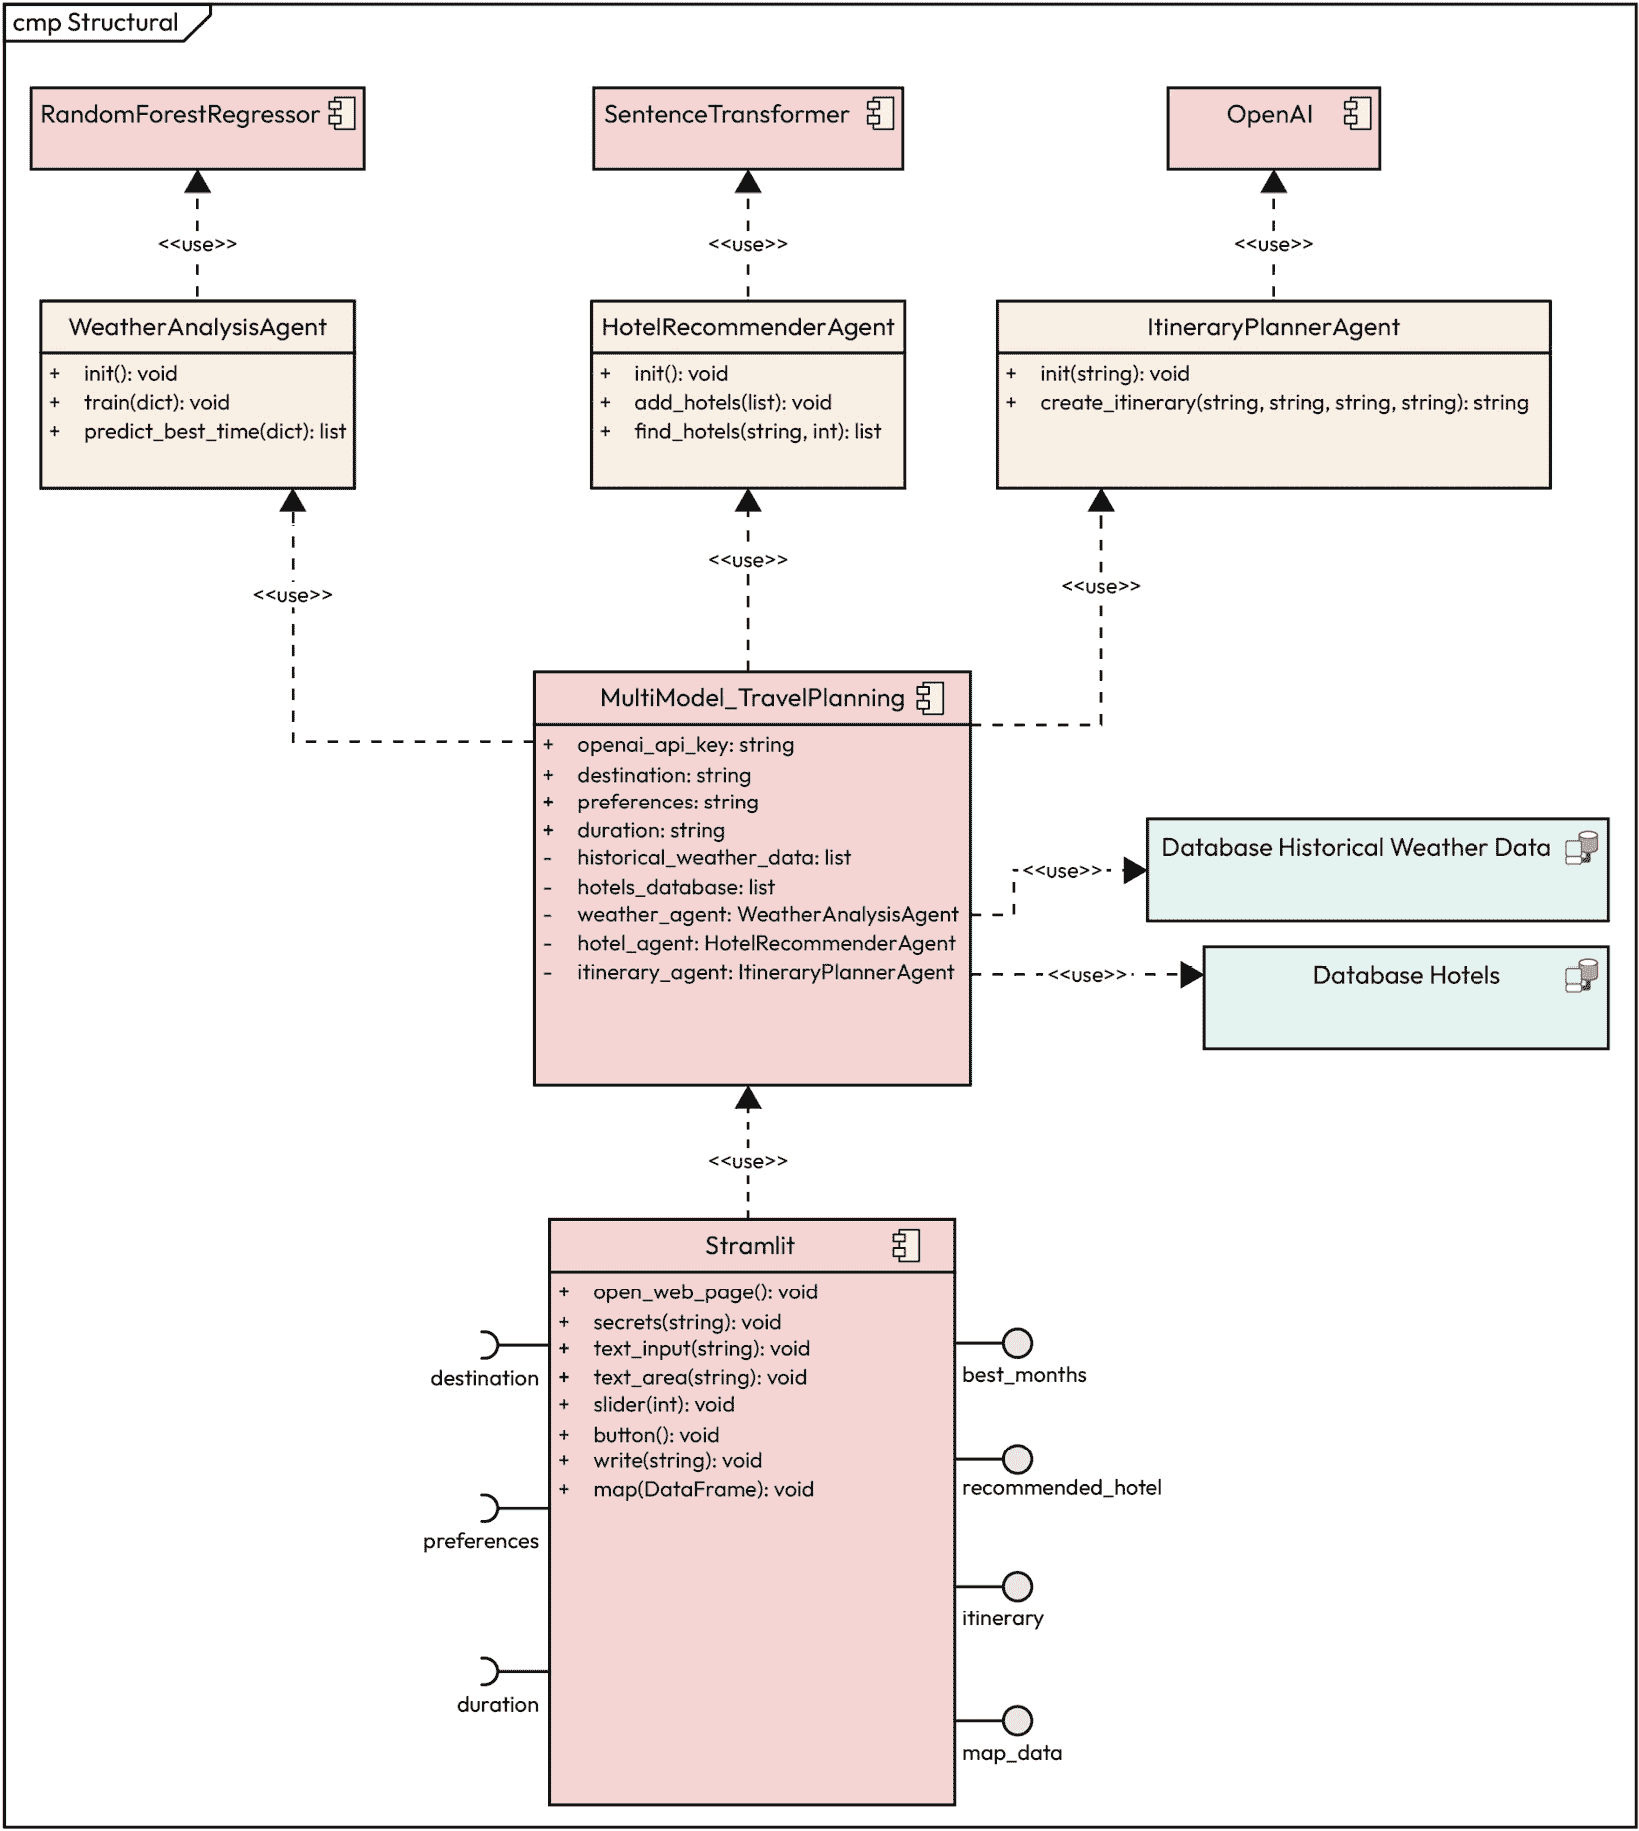 cmp Structural
RandomForestRegressor
SentenceTransformer
OpenAI
<<use>>
<<use>>
<<use>>
WeatherAnalysisAgent
+ init(): void
+ train(dict): void
+ predict_best_time(dict): list
HotelRecommenderAgent
+ init(): void
+ add_hotels(list): void
+ find_hotels(string, int): list
ItineraryPlannerAgent
+ init(string): void
+ create_itinerary(string, string, string, string): string
<<use>>
<<use>>
<<use>>
MultiModel_TravelPlanning
+ openai_api_key: string
+ destination: string
+ preferences: string
+ duration: string
- historical_weather_data: list
- hotels_database: list
- weather_agent: WeatherAnalysisAgent
- hotel_agent: HotelRecommenderAgent
- itinerary_agent: ItineraryPlannerAgent
<<use>>
Database Historical Weather Data
<<use>>
Database Hotels
<<use>>
Stramlit
+ open_web_page(): void
+ secrets(string): void
+ text_input(string): void
+ text_area(string): void
+ slider(int): void
+ button(): void
+ write(string): void
+ map(DataFrame): void
destination
preferences
duration
best_months
recommended_hotel
itinerary
map_data